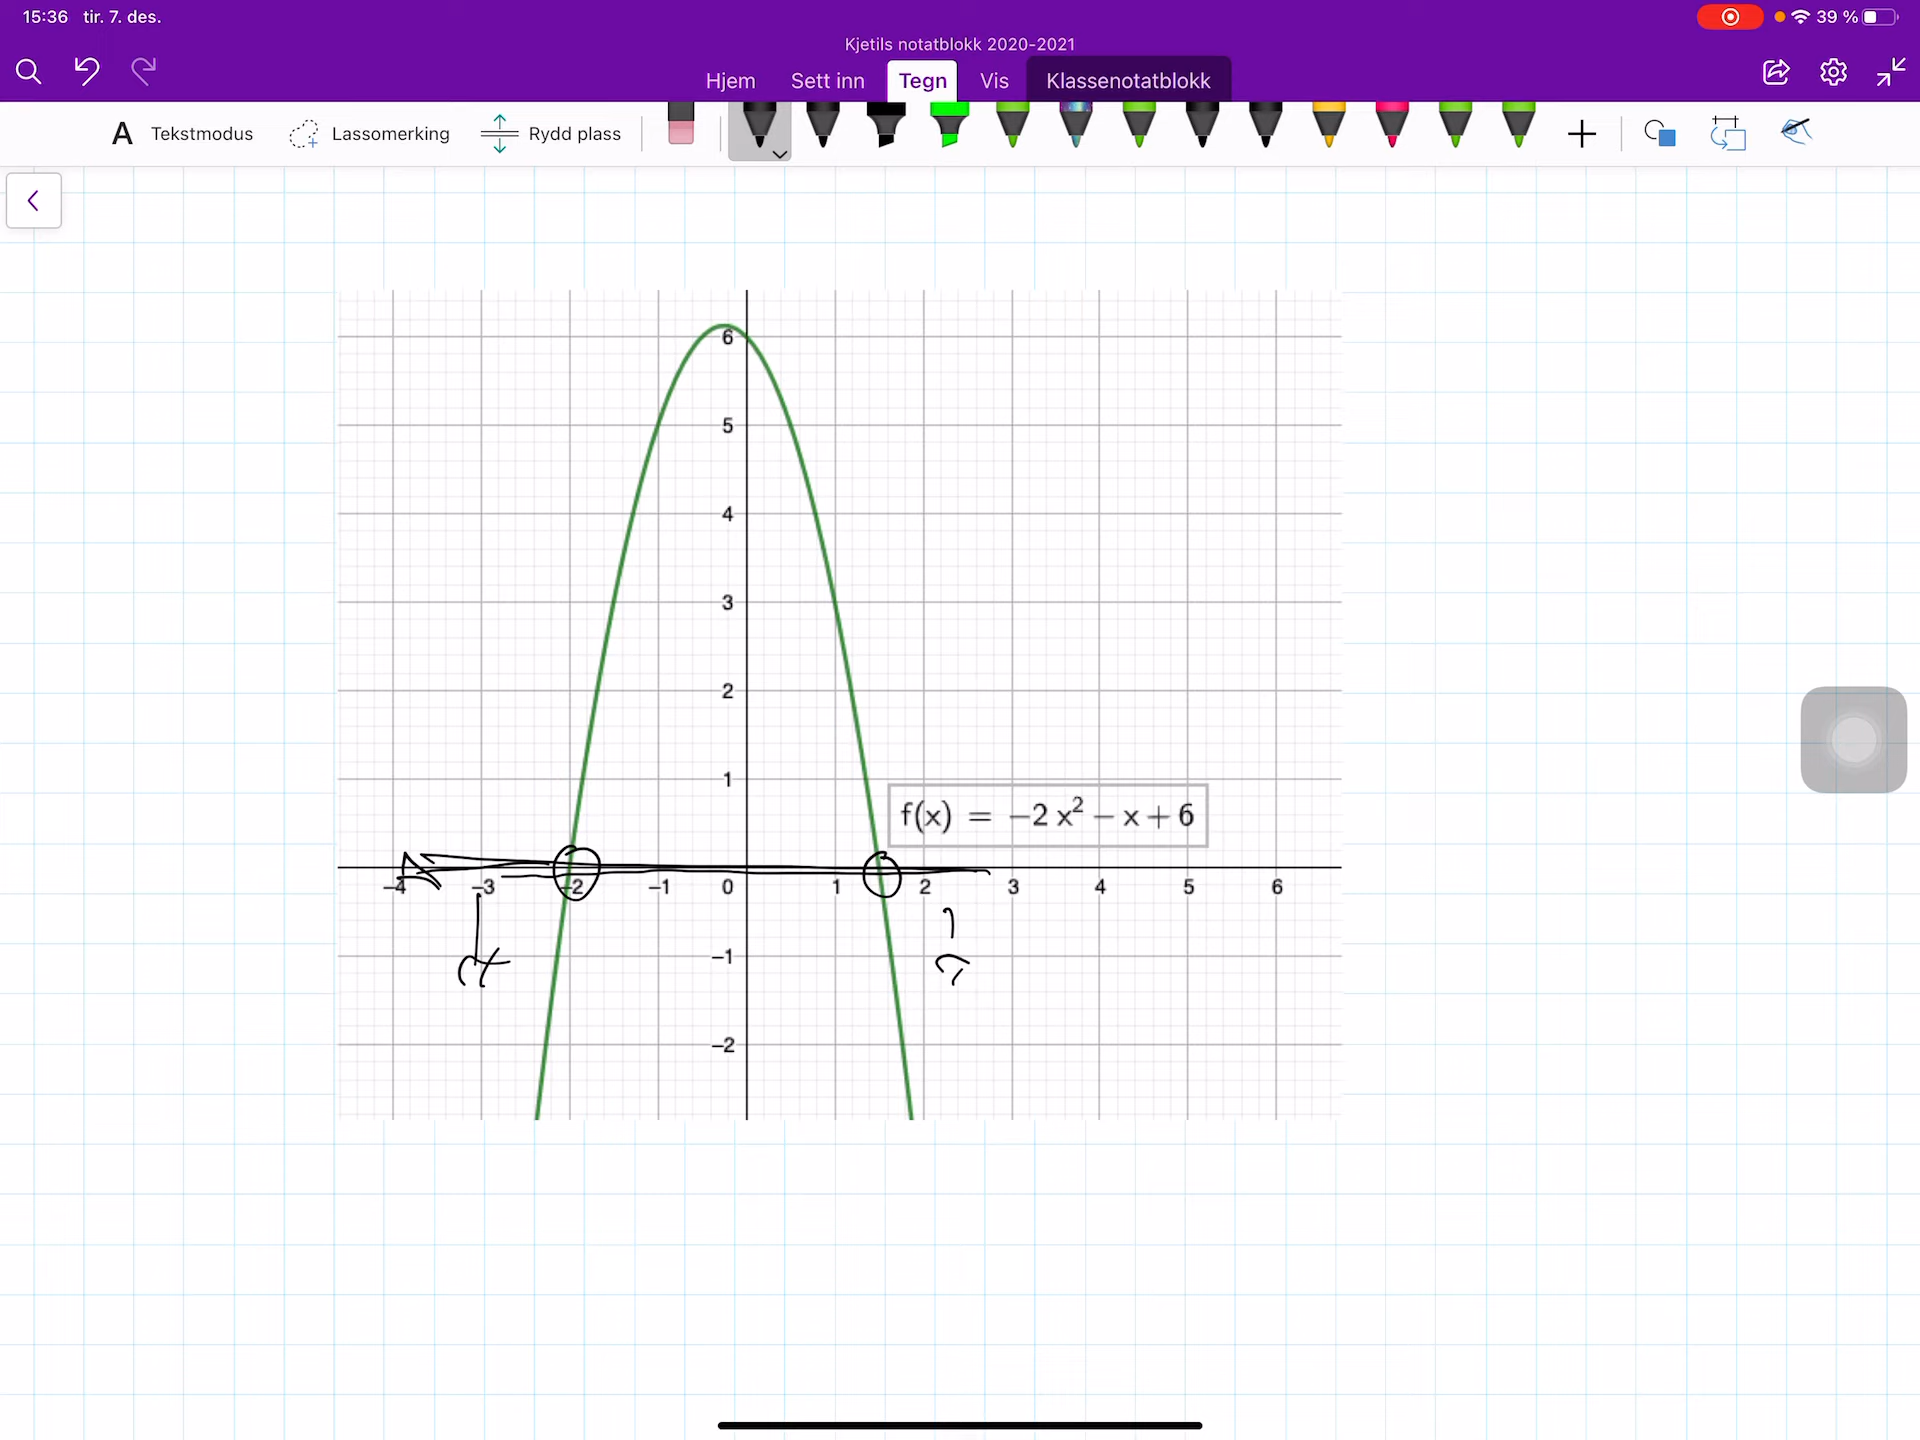 15:36 tir. 7. des.
39 %
Kjetils notatblokk 2020-2021
Hjem Sett inn Tegn Vis Klassenotatblokk
A Tekstmodus Lassomerking Rydd plass
6
5
4
3
2
1
f(x) = −2 x² − x + 6
−4 −3 −2 −1 0 1 2 3 4 5 6
−1
−2